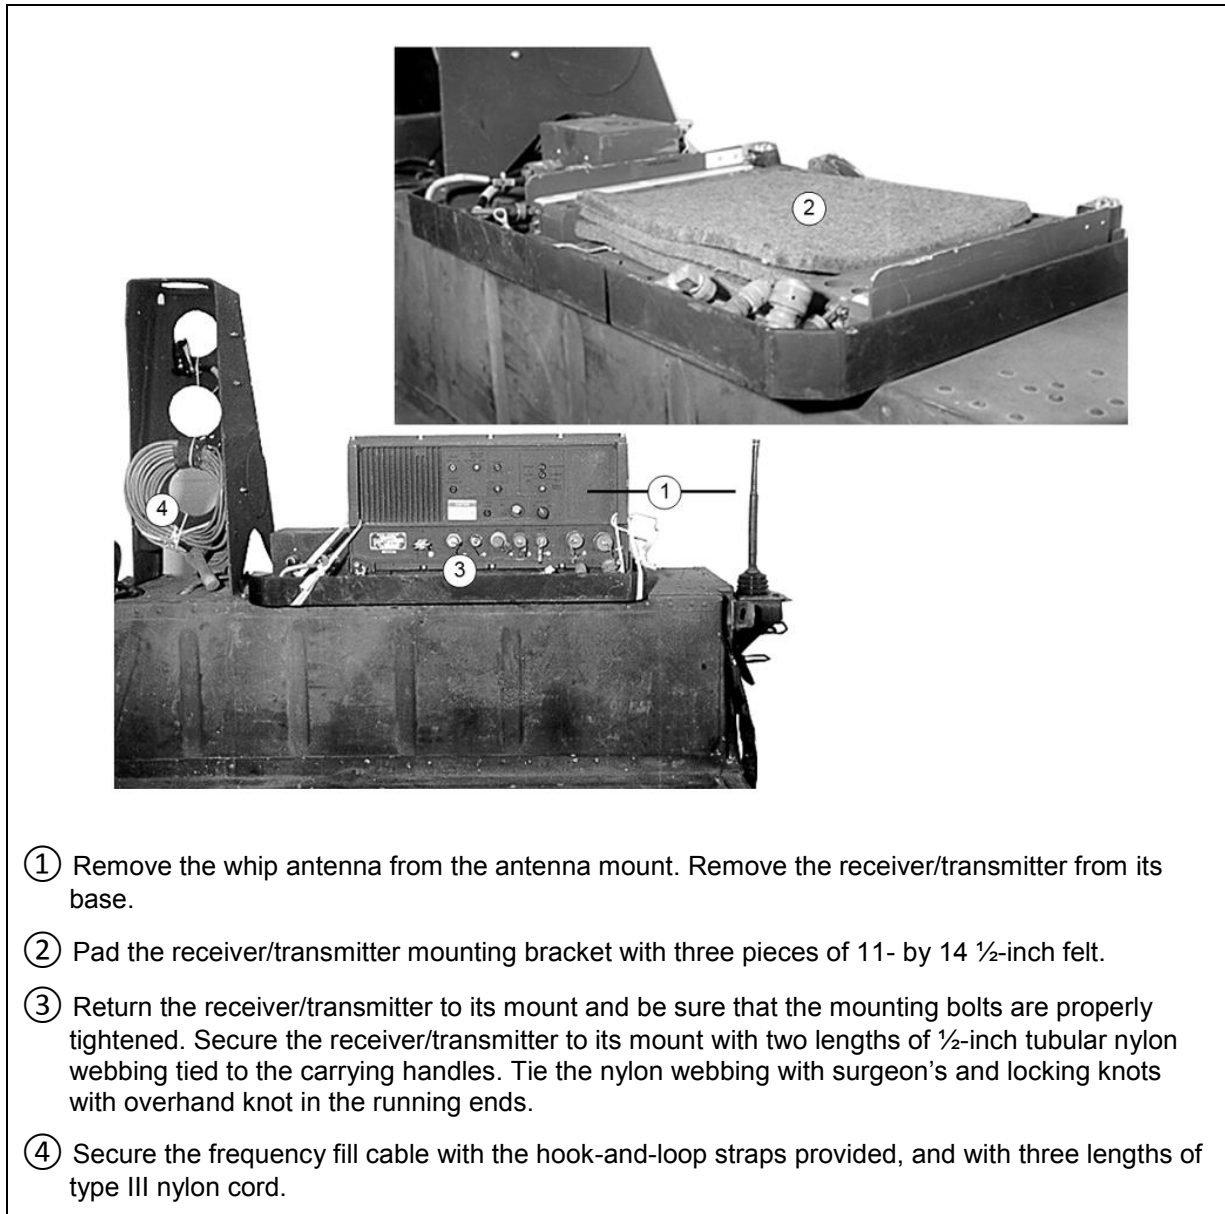 2
1
4
3
① Remove the whip antenna from the antenna mount. Remove the receiver/transmitter from its
base.
② Pad the receiver/transmitter mounting bracket with three pieces of 11- by 14 ½-inch felt.
③ Return the receiver/transmitter to its mount and be sure that the mounting bolts are properly
tightened. Secure the receiver/transmitter to its mount with two lengths of ½-inch tubular nylon
webbing tied to the carrying handles. Tie the nylon webbing with surgeon’s and locking knots
with overhand knot in the running ends.
④ Secure the frequency fill cable with the hook-and-loop straps provided, and with three lengths of
type III nylon cord.